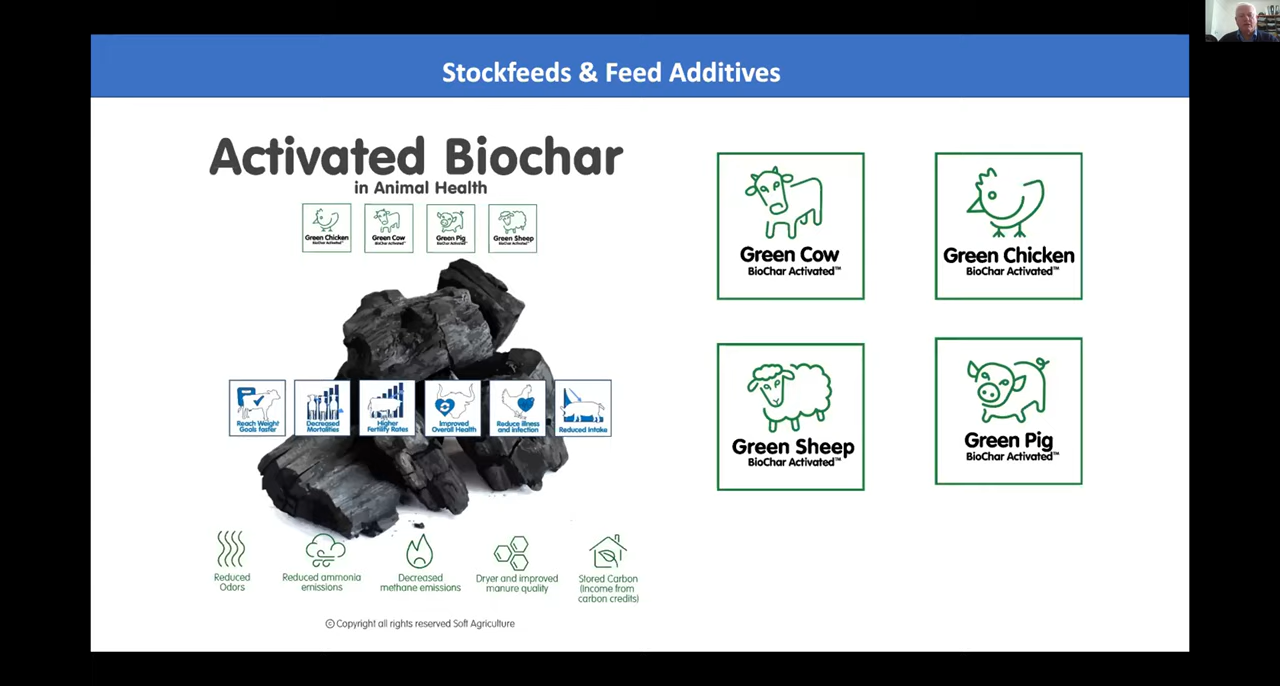 Stockfeeds & Feed Additives
Activated Biochar
in Animal Health
Green Chicken
BioChar Activated™
Green Cow
BioChar Activated™
Green Pig
BioChar Activated™
Green Sheep
BioChar Activated™
Reach Weight
Goals faster
Decreased
Mortalities
Higher
Fertility Rates
Improved
Overall Health
Reduce illness
and infection
Reduced Intake
Reduced
Odors
Reduced ammonia
emissions
Decreased
methane emissions
Dryer and improved
manure quality
Stored Carbon
(Income from
carbon credits)
© Copyright all rights reserved Soft Agriculture
Green Cow
BioChar Activated™
Green Chicken
BioChar Activated™
Green Sheep
BioChar Activated™
Green Pig
BioChar Activated™